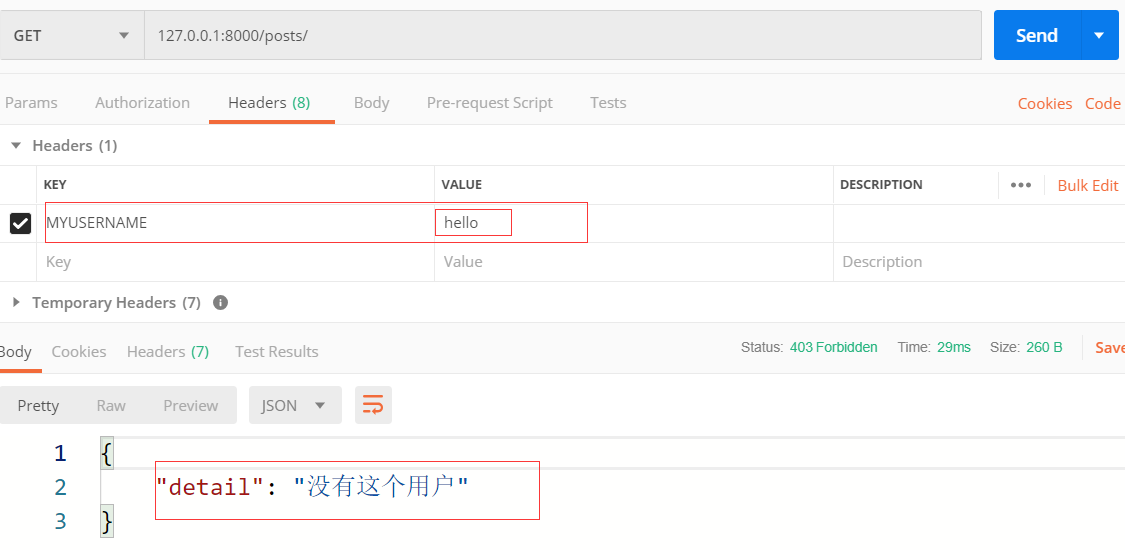 GET 127.0.0.1:8000/posts/ Send
Params Authorization Headers (8) Body Pre-request Script Tests Cookies Code
Headers (1)
KEY VALUE DESCRIPTION ••• Bulk Edit
MYUSERNAME hello
Key Value Description
Temporary Headers (7) i
Body Cookies Headers (7) Test Results Status: 403 Forbidden Time: 29ms Size: 260 B Save
Pretty Raw Preview JSON
1 {
2 "detail": "没有这个用户"
3 }